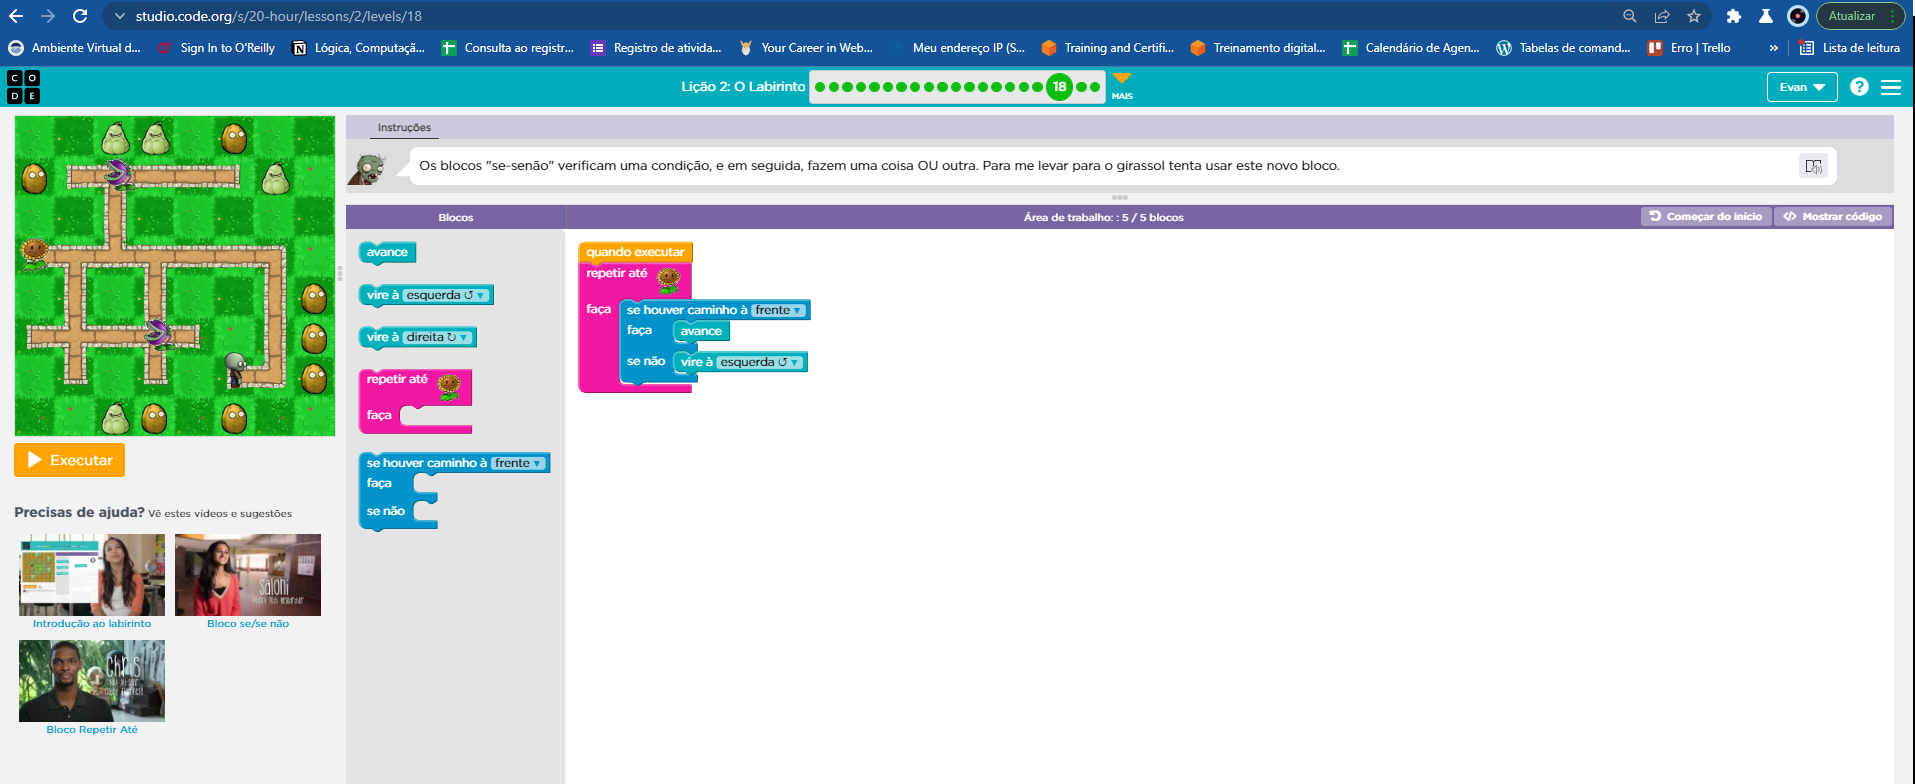 studio.code.org/s/20-hour/lessons/2/levels/18
Atualizar
Ambiente Virtual d...
Sign In to O'Reilly
Lógica, Computaçã...
Consulta ao registr...
Registro de ativida...
Your Career in Web...
Meu endereço IP (S...
Training and Certifi...
Treinamento digital...
Calendário de Agen...
Tabelas de comand...
Erro | Trello
»
Lista de leitura
C O
D E
Lição 2: O Labirinto
18
MAIS
Evan
?
Instruções
Os blocos "se-senão" verificam uma condição, e em seguida, fazem uma coisa OU outra. Para me levar para o girassol tenta usar este novo bloco.
Blocos
Área de trabalho: : 5 / 5 blocos
Começar do início
Mostrar código
avance
vire à esquerda ↺
vire à direita ↻
repetir até
faça
se houver caminho à frente
faça
se não
quando executar
repetir até
faça
se houver caminho à frente
faça
avance
se não
vire à esquerda ↺
Executar
Precisas de ajuda? Vê estes vídeos e sugestões
Introdução ao labirinto
saloni
Bloco se/se não
chris
Bloco Repetir Até